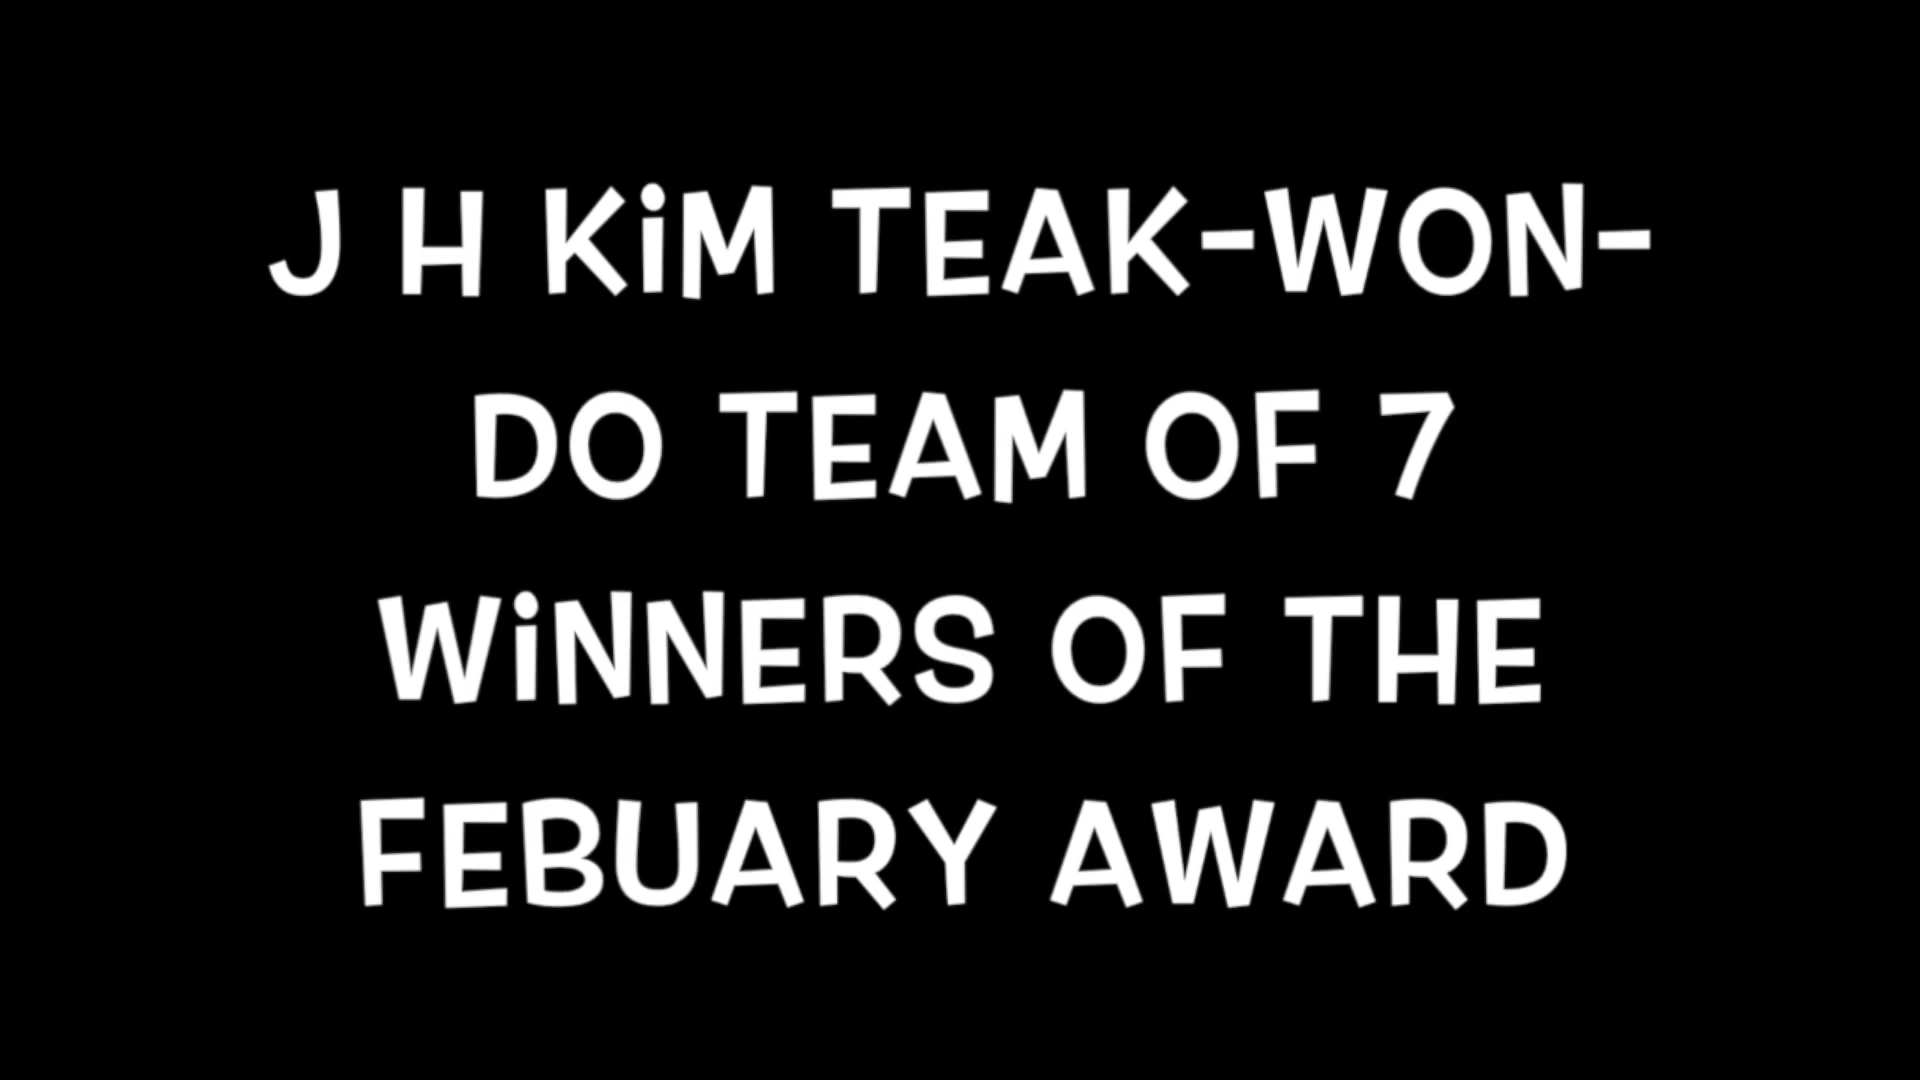 J H KiM TEAK-WON-
DO TEAM OF 7
WiNNERS OF THE
FEBUARY AWARD